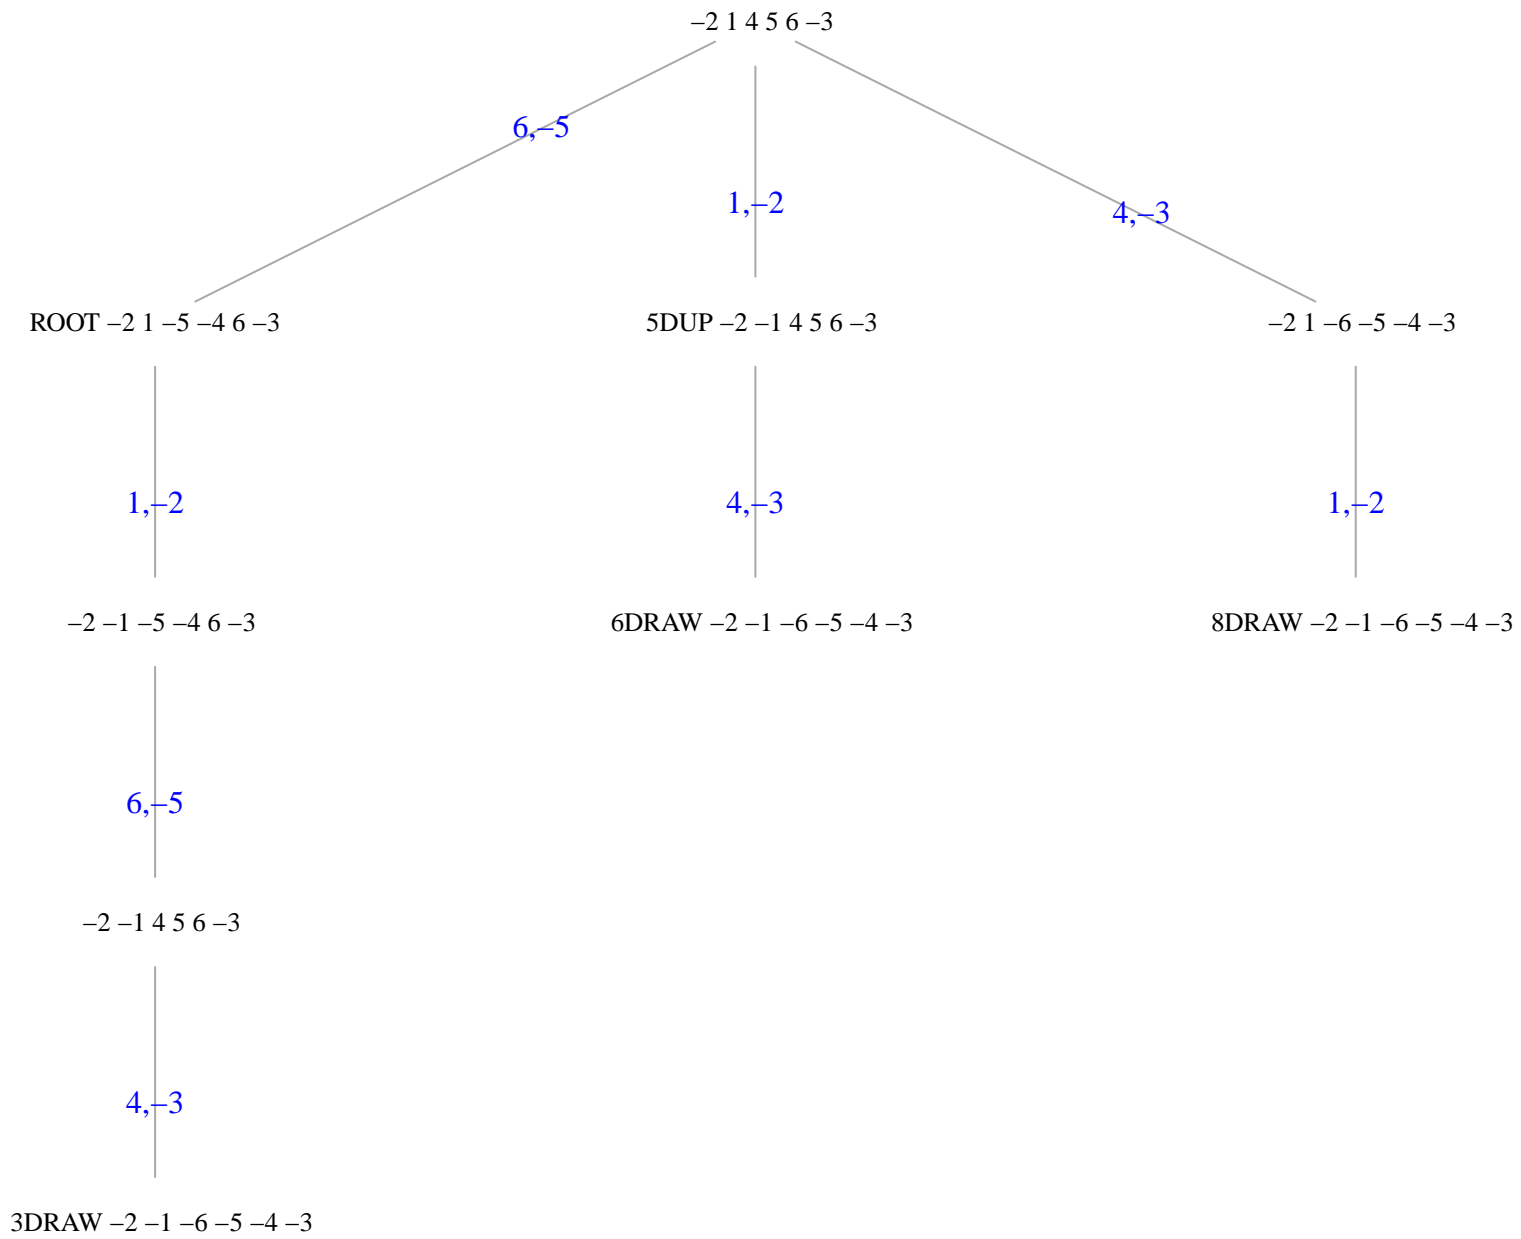 –2 1 4 5 6 –3
6,–5
1,–2
4,–3
ROOT –2 1 –5 –4 6 –3
5DUP –2 –1 4 5 6 –3
–2 1 –6 –5 –4 –3
1,–2
4,–3
1,–2
–2 –1 –5 –4 6 –3
6DRAW –2 –1 –6 –5 –4 –3
8DRAW –2 –1 –6 –5 –4 –3
6,–5
–2 –1 4 5 6 –3
4,–3
3DRAW –2 –1 –6 –5 –4 –3